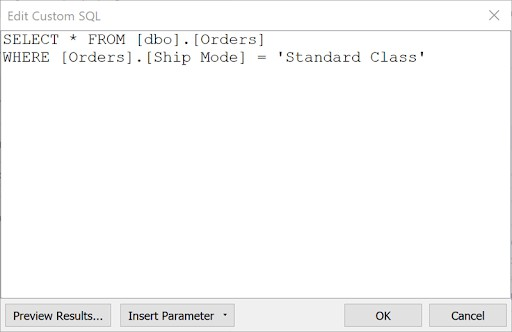 Edit Custom SQL
SELECT * FROM [dbo].[Orders]
WHERE [Orders].[Ship Mode] = 'Standard Class'
Preview Results...
Insert Parameter
OK
Cancel